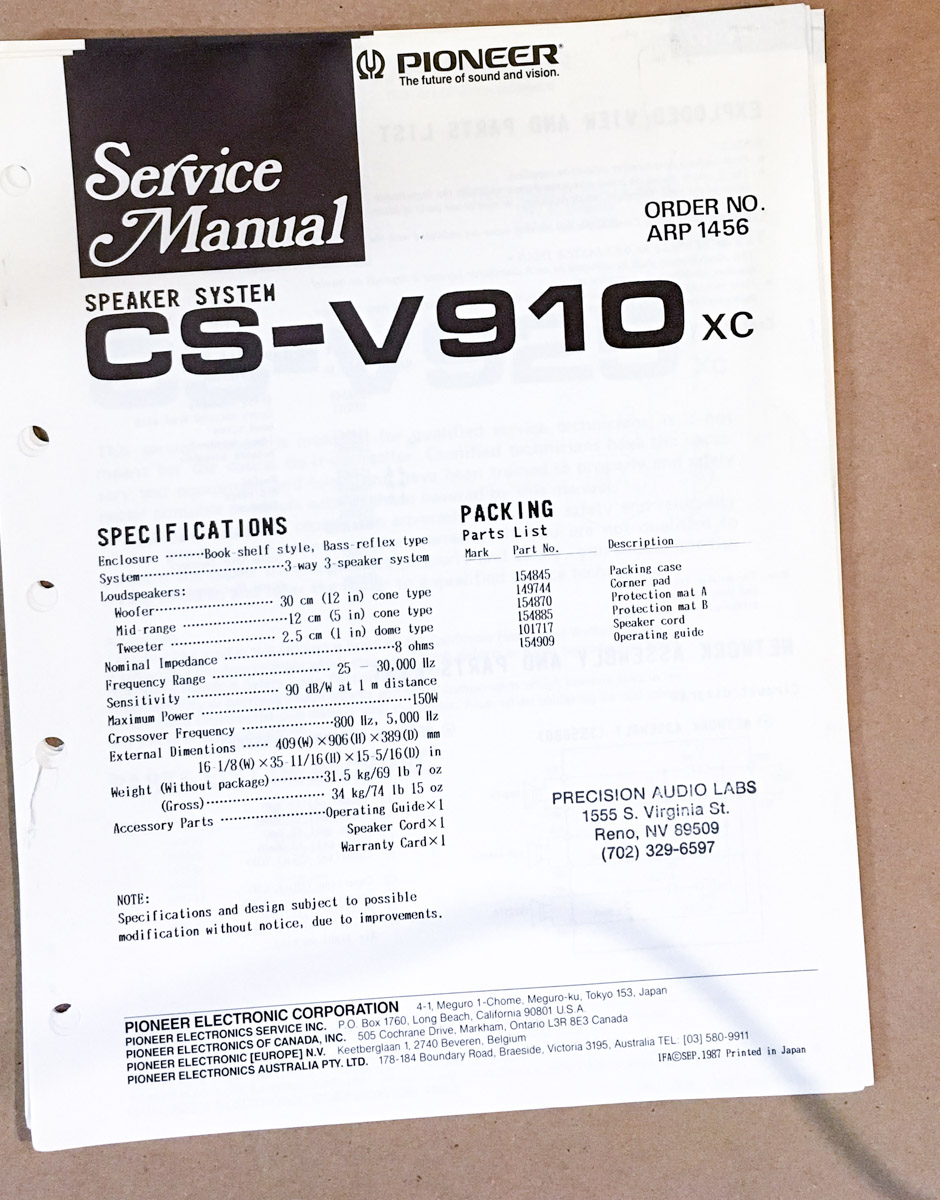 PIONEER®
The future of sound and vision.
Service
Manual
ORDER NO.
ARP 1456
SPEAKER SYSTEM
CS-V910 XC
SPECIFICATIONS
Enclosure ·········Book-shelf style, Bass-reflex type
System·························3-way 3-speaker system
Loudspeakers:
Woofer···························· 30 cm (12 in) cone type
Mid-range ·························12 cm (5 in) cone type
Tweeter ·························· 2.5 cm (1 in) dome type
Nominal Impedance ·····································8 ohms
Frequency Range ·························· 25 – 30,000 Hz
Sensitivity ···················· 90 dB/W at 1 m distance
Maximum Power ·············································150W
Crossover Frequency ·····················800 Hz, 5,000 Hz
External Dimentions ······ 409(W)×906(H)×389(D) mm
16-1/8(W)×35-11/16(H)×15-5/16(D) in
Weight (Without package)············31.5 kg/69 lb 7 oz
(Gross)·························· 34 kg/74 lb 15 oz
Accessory Parts ························Operating Guide×1
Speaker Cord×1
Warranty Card×1
NOTE:
Specifications and design subject to possible
modification without notice, due to improvements.
PACKING
Parts List
Mark Part No. Description
154845 Packing case
149744 Corner pad
154870 Protection mat A
154885 Protection mat B
101717 Speaker cord
154909 Operating guide
PRECISION AUDIO LABS
1555 S. Virginia St.
Reno, NV 89509
(702) 329-6597
PIONEER ELECTRONIC CORPORATION 4-1, Meguro 1-Chome, Meguro-ku, Tokyo 153, Japan
PIONEER ELECTRONICS SERVICE INC. P.O. Box 1760, Long Beach, California 90801 U.S.A.
PIONEER ELECTRONICS OF CANADA, INC. 505 Cochrane Drive, Markham, Ontario L3R 8E3 Canada
PIONEER ELECTRONIC [EUROPE] N.V. Keetberglaan 1, 2740 Beveren, Belgium
PIONEER ELECTRONICS AUSTRALIA PTY. LTD. 178-184 Boundary Road, Braeside, Victoria 3195, Australia TEL: [03] 580-9911
IFA©SEP.1987 Printed in Japan